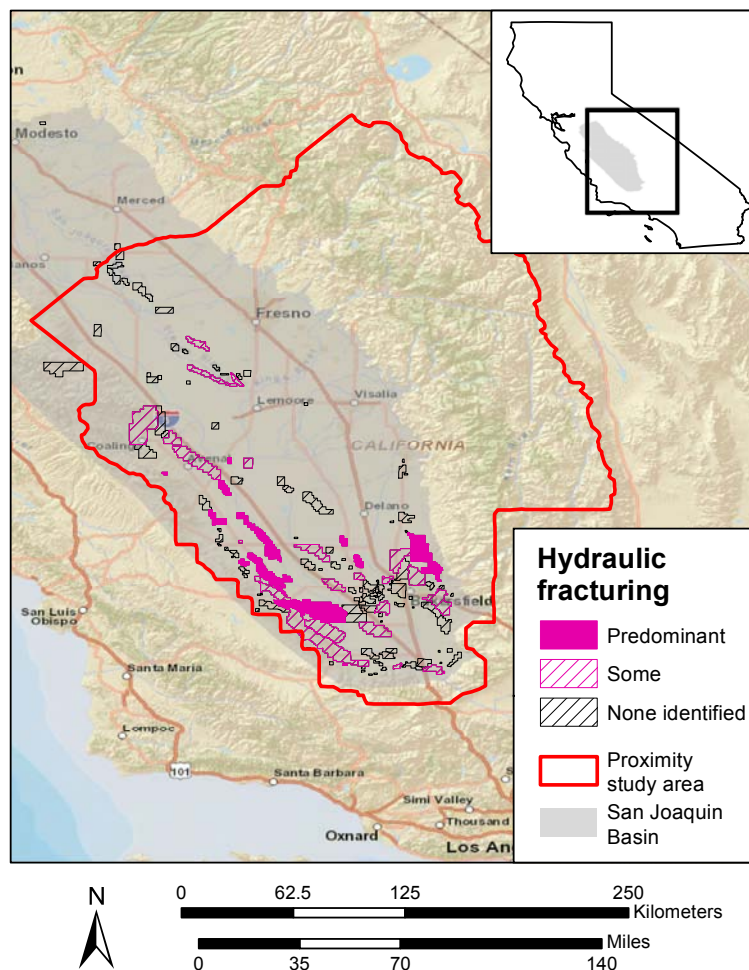 Modesto
Merced
Fresno
Lemoore
Visalia
CALIFORNIA
Delano
San Luis
Obispo
Santa Maria
Lompoc
101
Santa Barbara
Simi Valley
Thousand
Oxnard
Los An
Hydraulic
fracturing
Predominant
Some
None identified
Proximity
study area
San Joaquin
Basin
N
0 62.5 125 250
Kilometers
Miles
0 35 70 140